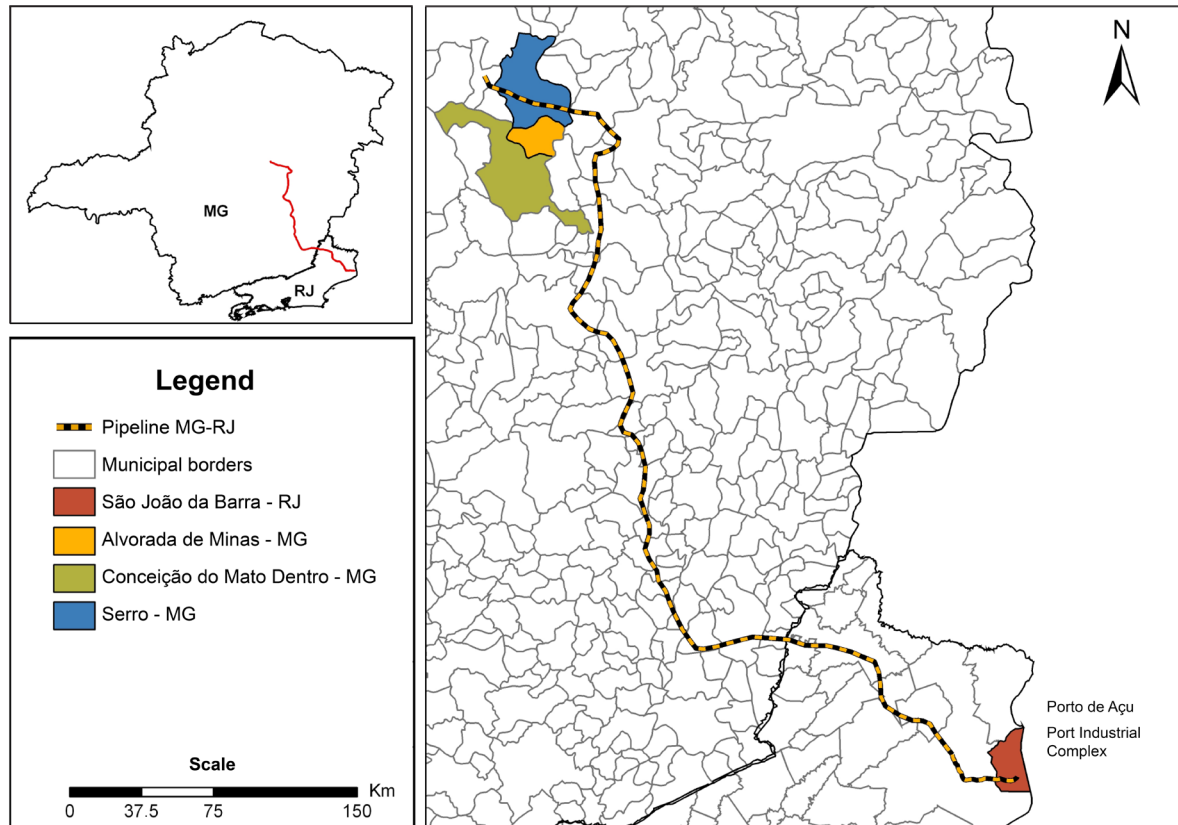 MG
RJ
N
Legend
Pipeline MG-RJ
Municipal borders
São João da Barra - RJ
Alvorada de Minas - MG
Conceição do Mato Dentro - MG
Serro - MG
Scale
Km
0 37.5 75 150
Porto de Açu
Port Industrial
Complex